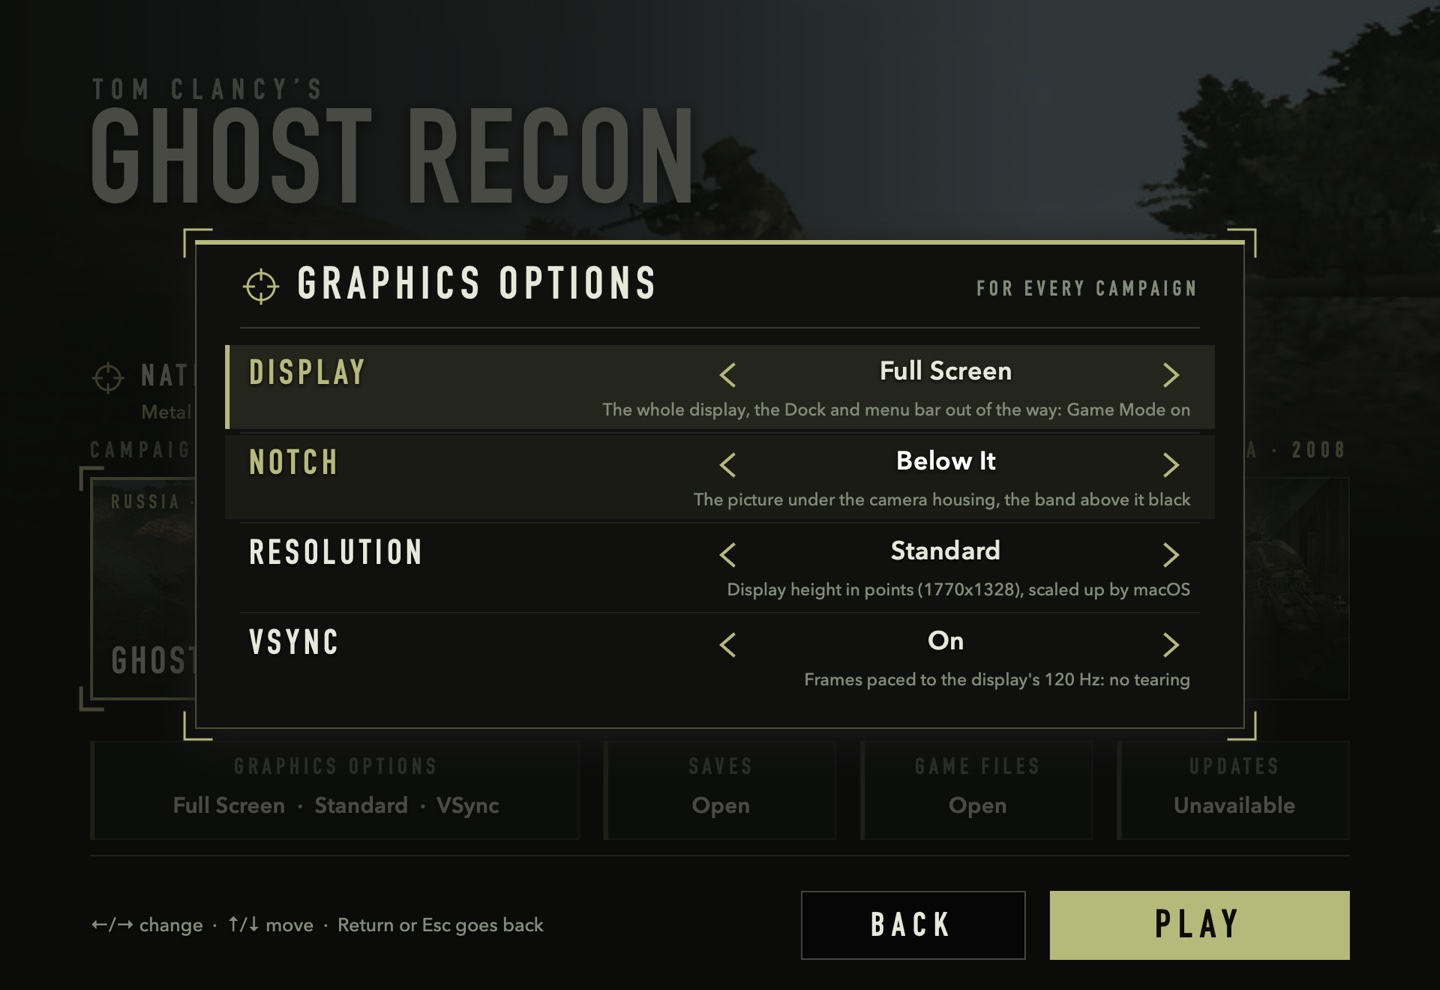 TOM CLANCY'S
GHOST RECON
GRAPHICS OPTIONS
FOR EVERY CAMPAIGN
DISPLAY
Full Screen
The whole display, the Dock and menu bar out of the way: Game Mode on
NOTCH
Below It
The picture under the camera housing, the band above it black
RESOLUTION
Standard
Display height in points (1770x1328), scaled up by macOS
VSYNC
On
Frames paced to the display's 120 Hz: no tearing
Metal
· 2008
RUSSIA
GHOST
GRAPHICS OPTIONS
Full Screen · Standard · VSync
SAVES
Open
GAME FILES
Open
UPDATES
Unavailable
←/→ change · ↑/↓ move · Return or Esc goes back
BACK
PLAY